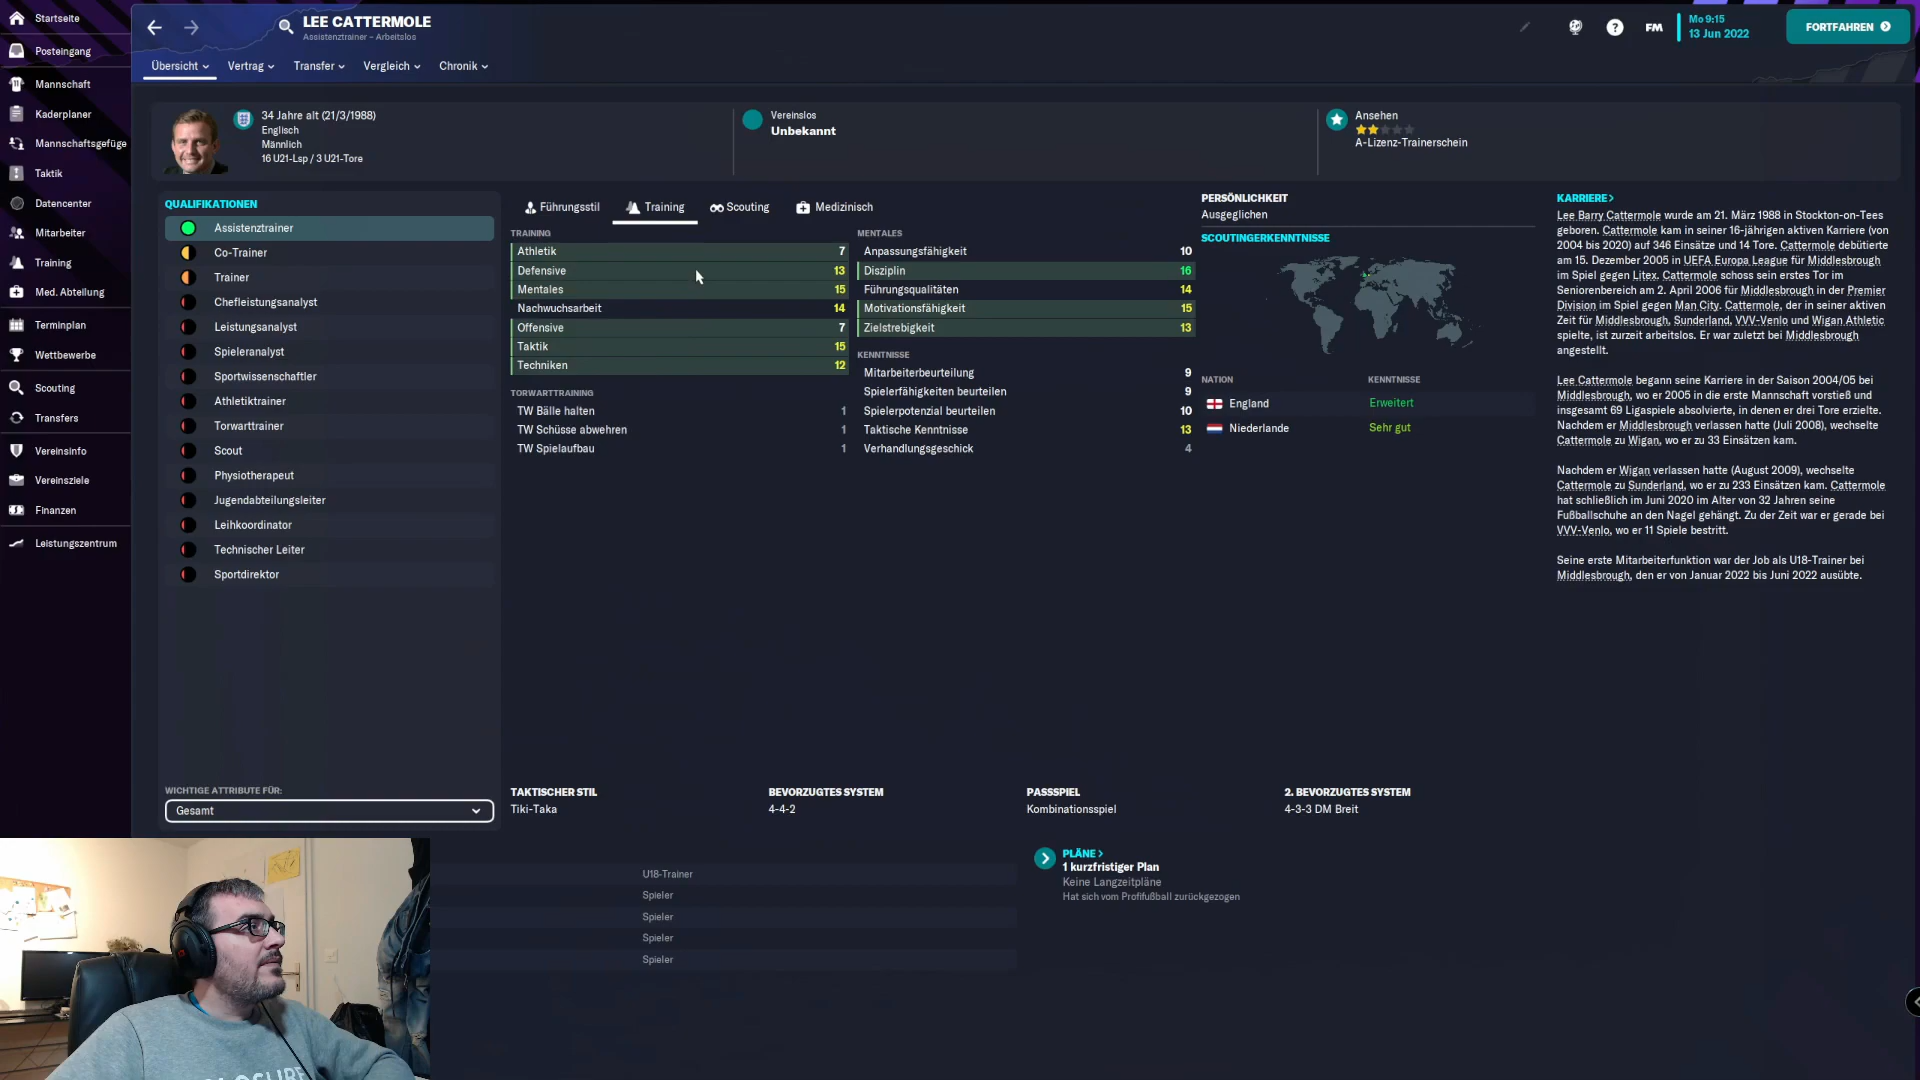 Startseite
Posteingang
Mannschaft
Kaderplaner
Mannschaftsgefüge
Taktik
Datencenter
Mitarbeiter
Training
Med. Abteilung
Terminplan
Wettbewerbe
Scouting
Transfers
Vereinsinfo
Vereinsziele
Finanzen
Leistungszentrum
LEE CATTERMOLE
Assistenztrainer - Arbeitslos
FM
Mo 9:15
13 Jun 2022
FORTFAHREN
Übersicht Vertrag Transfer Vergleich Chronik
34 Jahre alt (21/3/1988)
Englisch
Männlich
16 U21-Lsp / 3 U21-Tore
Vereinslos
Unbekannt
Ansehen
A-Lizenz-Trainerschein
QUALIFIKATIONEN
Assistenztrainer
Co-Trainer
Trainer
Chefleistungsanalyst
Leistungsanalyst
Spieleranalyst
Sportwissenschaftler
Athletiktrainer
Torwarttrainer
Scout
Physiotherapeut
Jugendabteilungsleiter
Leihkoordinator
Technischer Leiter
Sportdirektor
WICHTIGE ATTRIBUTE FÜR:
Gesamt
Führungsstil Training Scouting Medizinisch
TRAINING
Athletik 7
Defensive 13
Mentales 15
Nachwuchsarbeit 14
Offensive 7
Taktik 15
Techniken 12
TORWARTTRAINING
TW Bälle halten 1
TW Schüsse abwehren 1
TW Spielaufbau 1
MENTALES
Anpassungsfähigkeit 10
Disziplin 16
Führungsqualitäten 14
Motivationsfähigkeit 15
Zielstrebigkeit 13
KENNTNISSE
Mitarbeiterbeurteilung 9
Spielerfähigkeiten beurteilen 9
Spielerpotenzial beurteilen 10
Taktische Kenntnisse 13
Verhandlungsgeschick 4
PERSÖNLICHKEIT
Ausgeglichen
SCOUTINGERKENNTNISSE
NATION KENNTNISSE
England Erweitert
Niederlande Sehr gut
KARRIERE>
Lee Barry Cattermole wurde am 21. März 1988 in Stockton-on-Tees
geboren. Cattermole kam in seiner 16-jährigen aktiven Karriere (von
2004 bis 2020) auf 346 Einsätze und 14 Tore. Cattermole debütierte
am 15. Dezember 2005 in UEFA Europa League für Middlesbrough
im Spiel gegen Litex. Cattermole schoss sein erstes Tor im
Seniorenbereich am 2. April 2006 für Middlesbrough in der Premier
Division im Spiel gegen Man City. Cattermole, der in seiner aktiven
Zeit für Middlesbrough, Sunderland, VVV-Venlo und Wigan Athletic
spielte, ist zurzeit arbeitslos. Er war zuletzt bei Middlesbrough
angestellt.
Lee Cattermole begann seine Karriere in der Saison 2004/05 bei
Middlesbrough, wo er 2005 in die erste Mannschaft vorstieß und
insgesamt 69 Ligaspiele absolvierte, in denen er drei Tore erzielte.
Nachdem er Middlesbrough verlassen hatte (Juli 2008), wechselte
Cattermole zu Wigan, wo er zu 33 Einsätzen kam.
Nachdem er Wigan verlassen hatte (August 2009), wechselte
Cattermole zu Sunderland, wo er zu 233 Einsätzen kam. Cattermole
hat schließlich im Juni 2020 im Alter von 32 Jahren seine
Fußballschuhe an den Nagel gehängt. Zu der Zeit war er gerade bei
VVV-Venlo, wo er 11 Spiele bestritt.
Seine erste Mitarbeiterfunktion war der Job als U18-Trainer bei
Middlesbrough, den er von Januar 2022 bis Juni 2022 ausübte.
TAKTISCHER STIL
Tiki-Taka
BEVORZUGTES SYSTEM
4-4-2
PASSSPIEL
Kombinationsspiel
2. BEVORZUGTES SYSTEM
4-3-3 DM Breit
U18-Trainer
Spieler
Spieler
Spieler
Spieler
PLÄNE>
1 kurzfristiger Plan
Keine Langzeitpläne
Hat sich vom Profifußball zurückgezogen